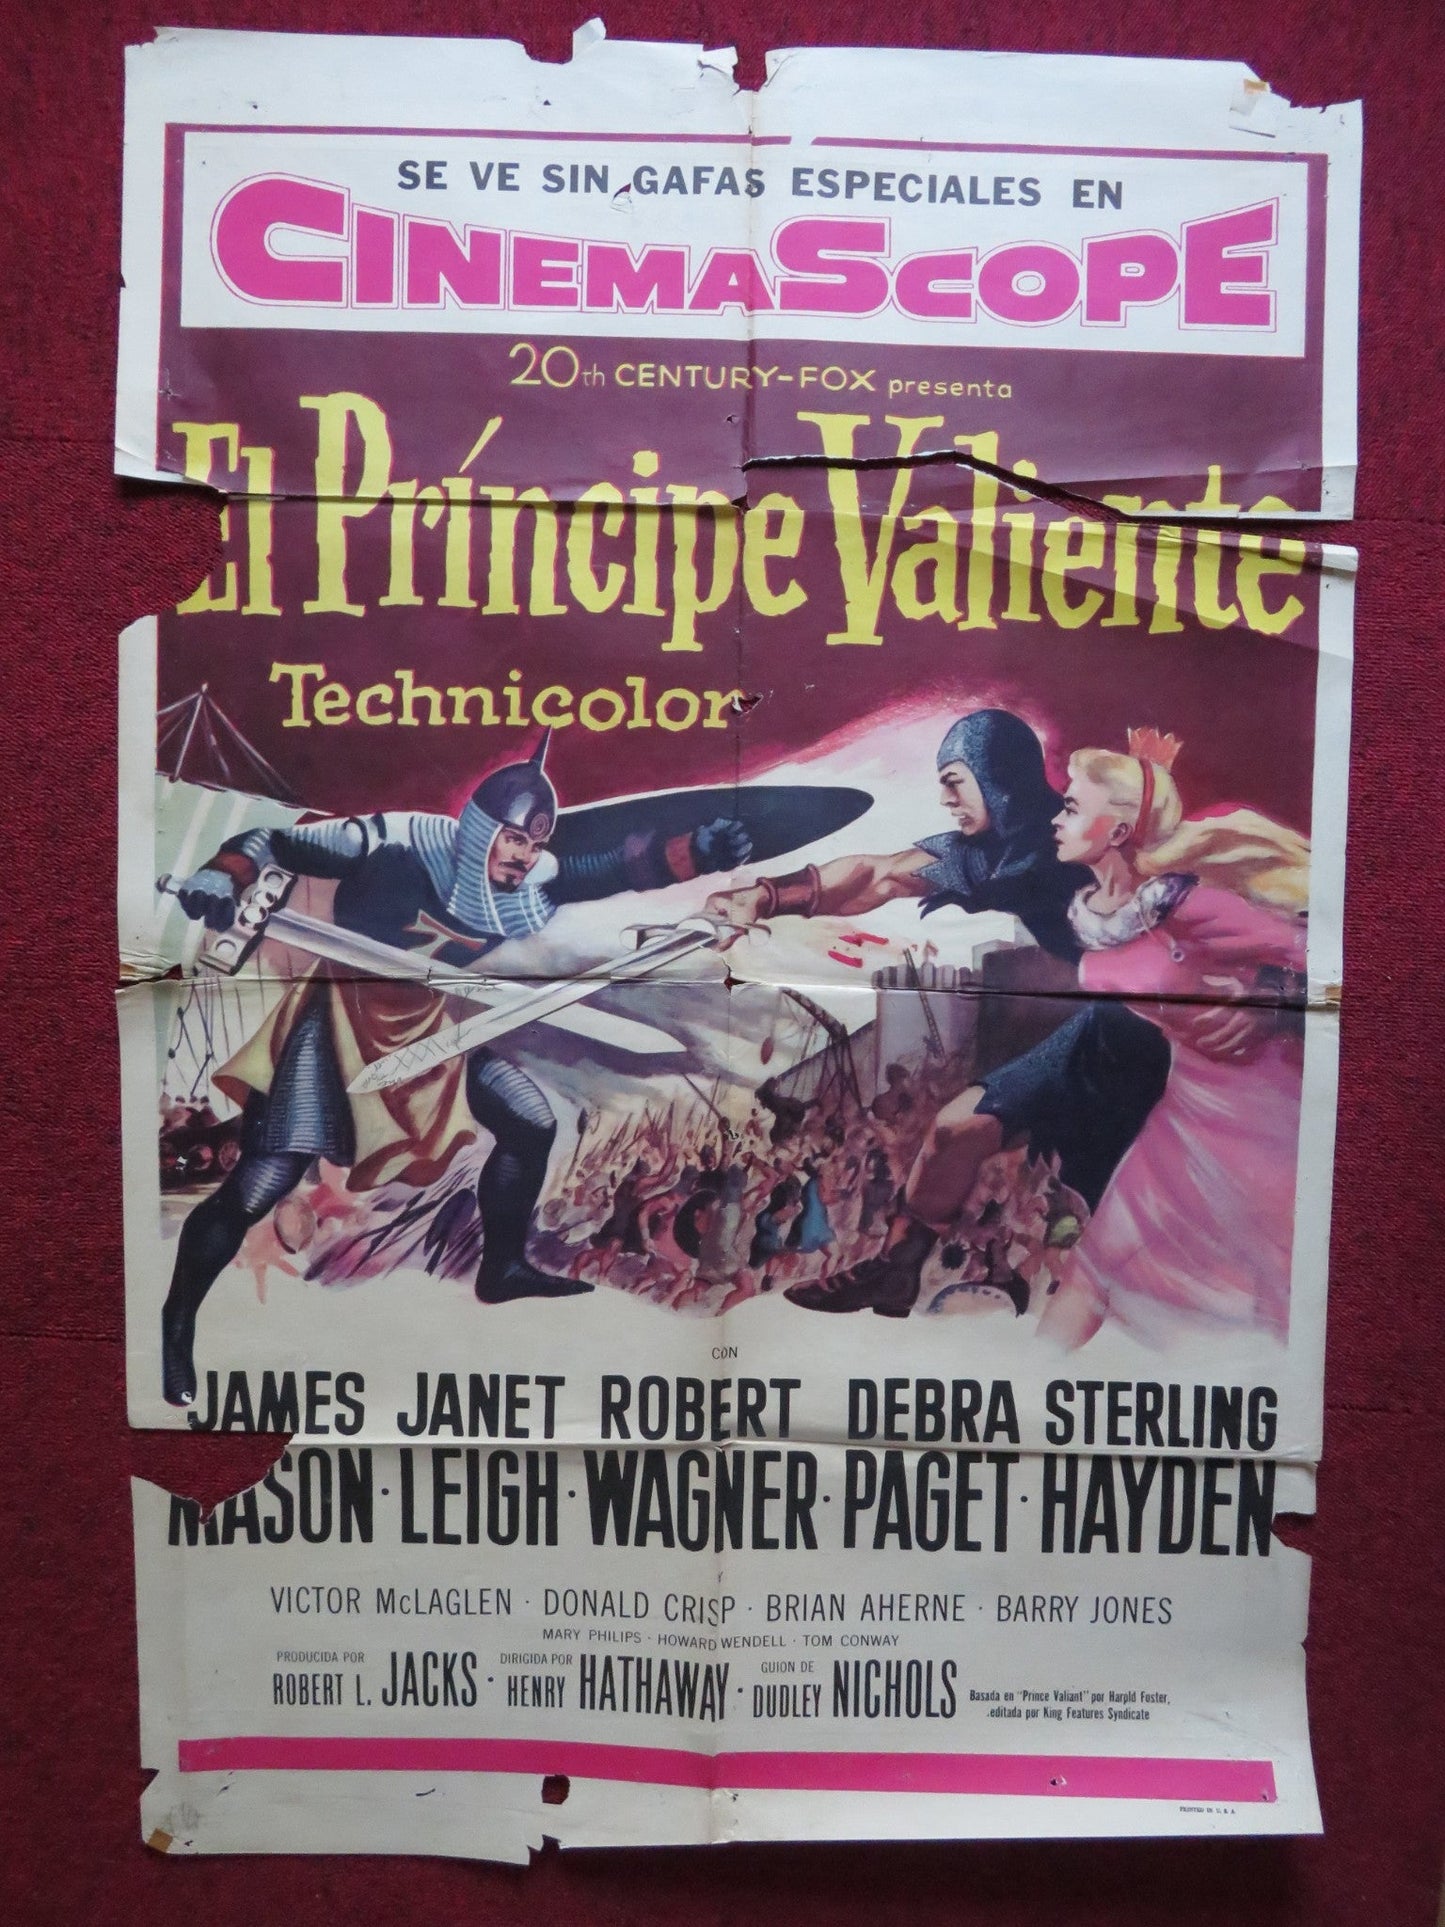 SE VE SIN GAFAS ESPECIALES EN
CINEMASCOPE
20th CENTURY-FOX presenta
El Príncipe Valiente
Technicolor
CON
JAMES MASON · JANET LEIGH · ROBERT WAGNER · DEBRA PAGET · STERLING HAYDEN
VICTOR McLAGLEN · DONALD CRISP · BRIAN AHERNE · BARRY JONES
MARY PHILIPS · HOWARD WENDELL · TOM CONWAY
PRODUCIDA POR ROBERT L. JACKS · DIRIGIDA POR HENRY HATHAWAY · GUION DE DUDLEY NICHOLS
Basada en "Prince Valiant" por Harold Foster,
editada por King Features Syndicate
PRINTED IN U. S. A.